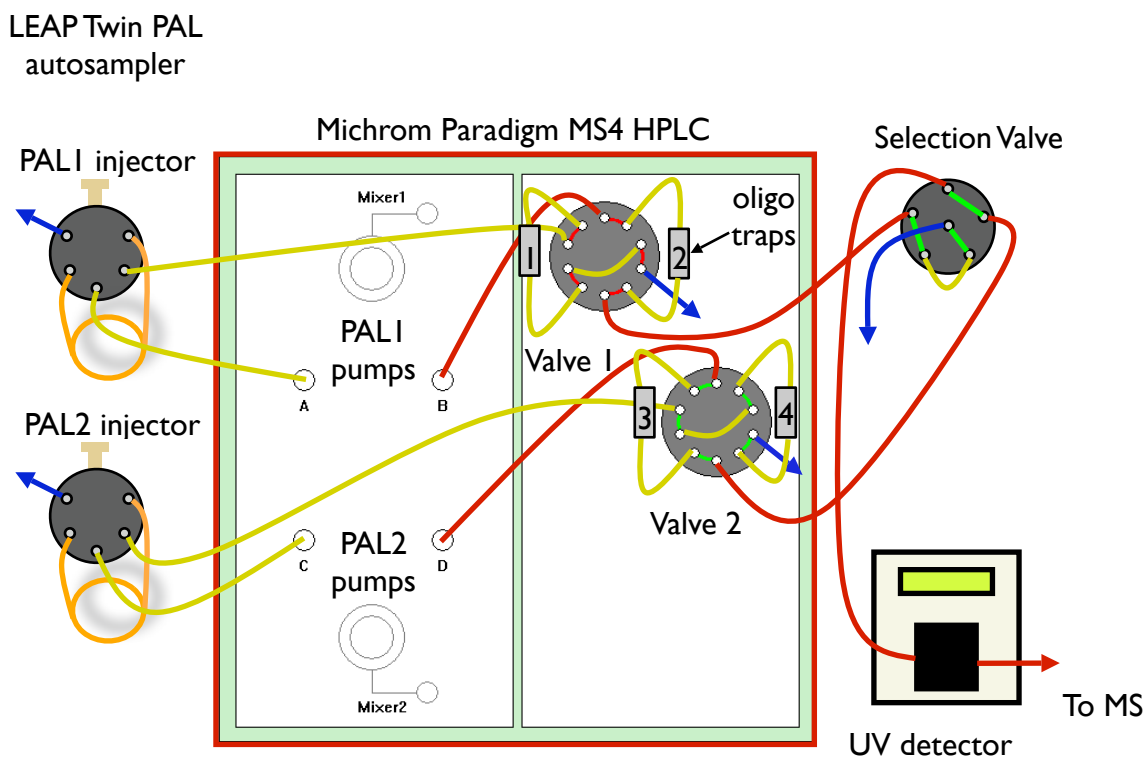 LEAP Twin PAL
autosampler
Michrom Paradigm MS4 HPLC
Selection Valve
PAL1 injector
Mixer1
oligo
traps
1
2
PAL1
pumps
Valve 1
A
B
3
4
PAL2 injector
Valve 2
PAL2
pumps
C
D
Mixer2
To MS
UV detector